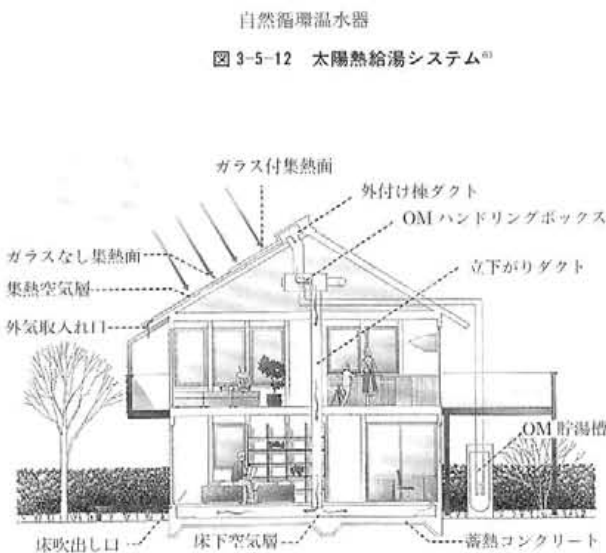 自然循環温水器
図 3-5-12 太陽熱給湯システム
ガラス付集熱面
外付け棟ダクト
OM ハンドリングボックス
ガラスなし集熱面
立下がりダクト
集熱空気層
外気取入れ口
OM 貯湯槽
床吹出し口
床下空気層
蓄熱コンクリート